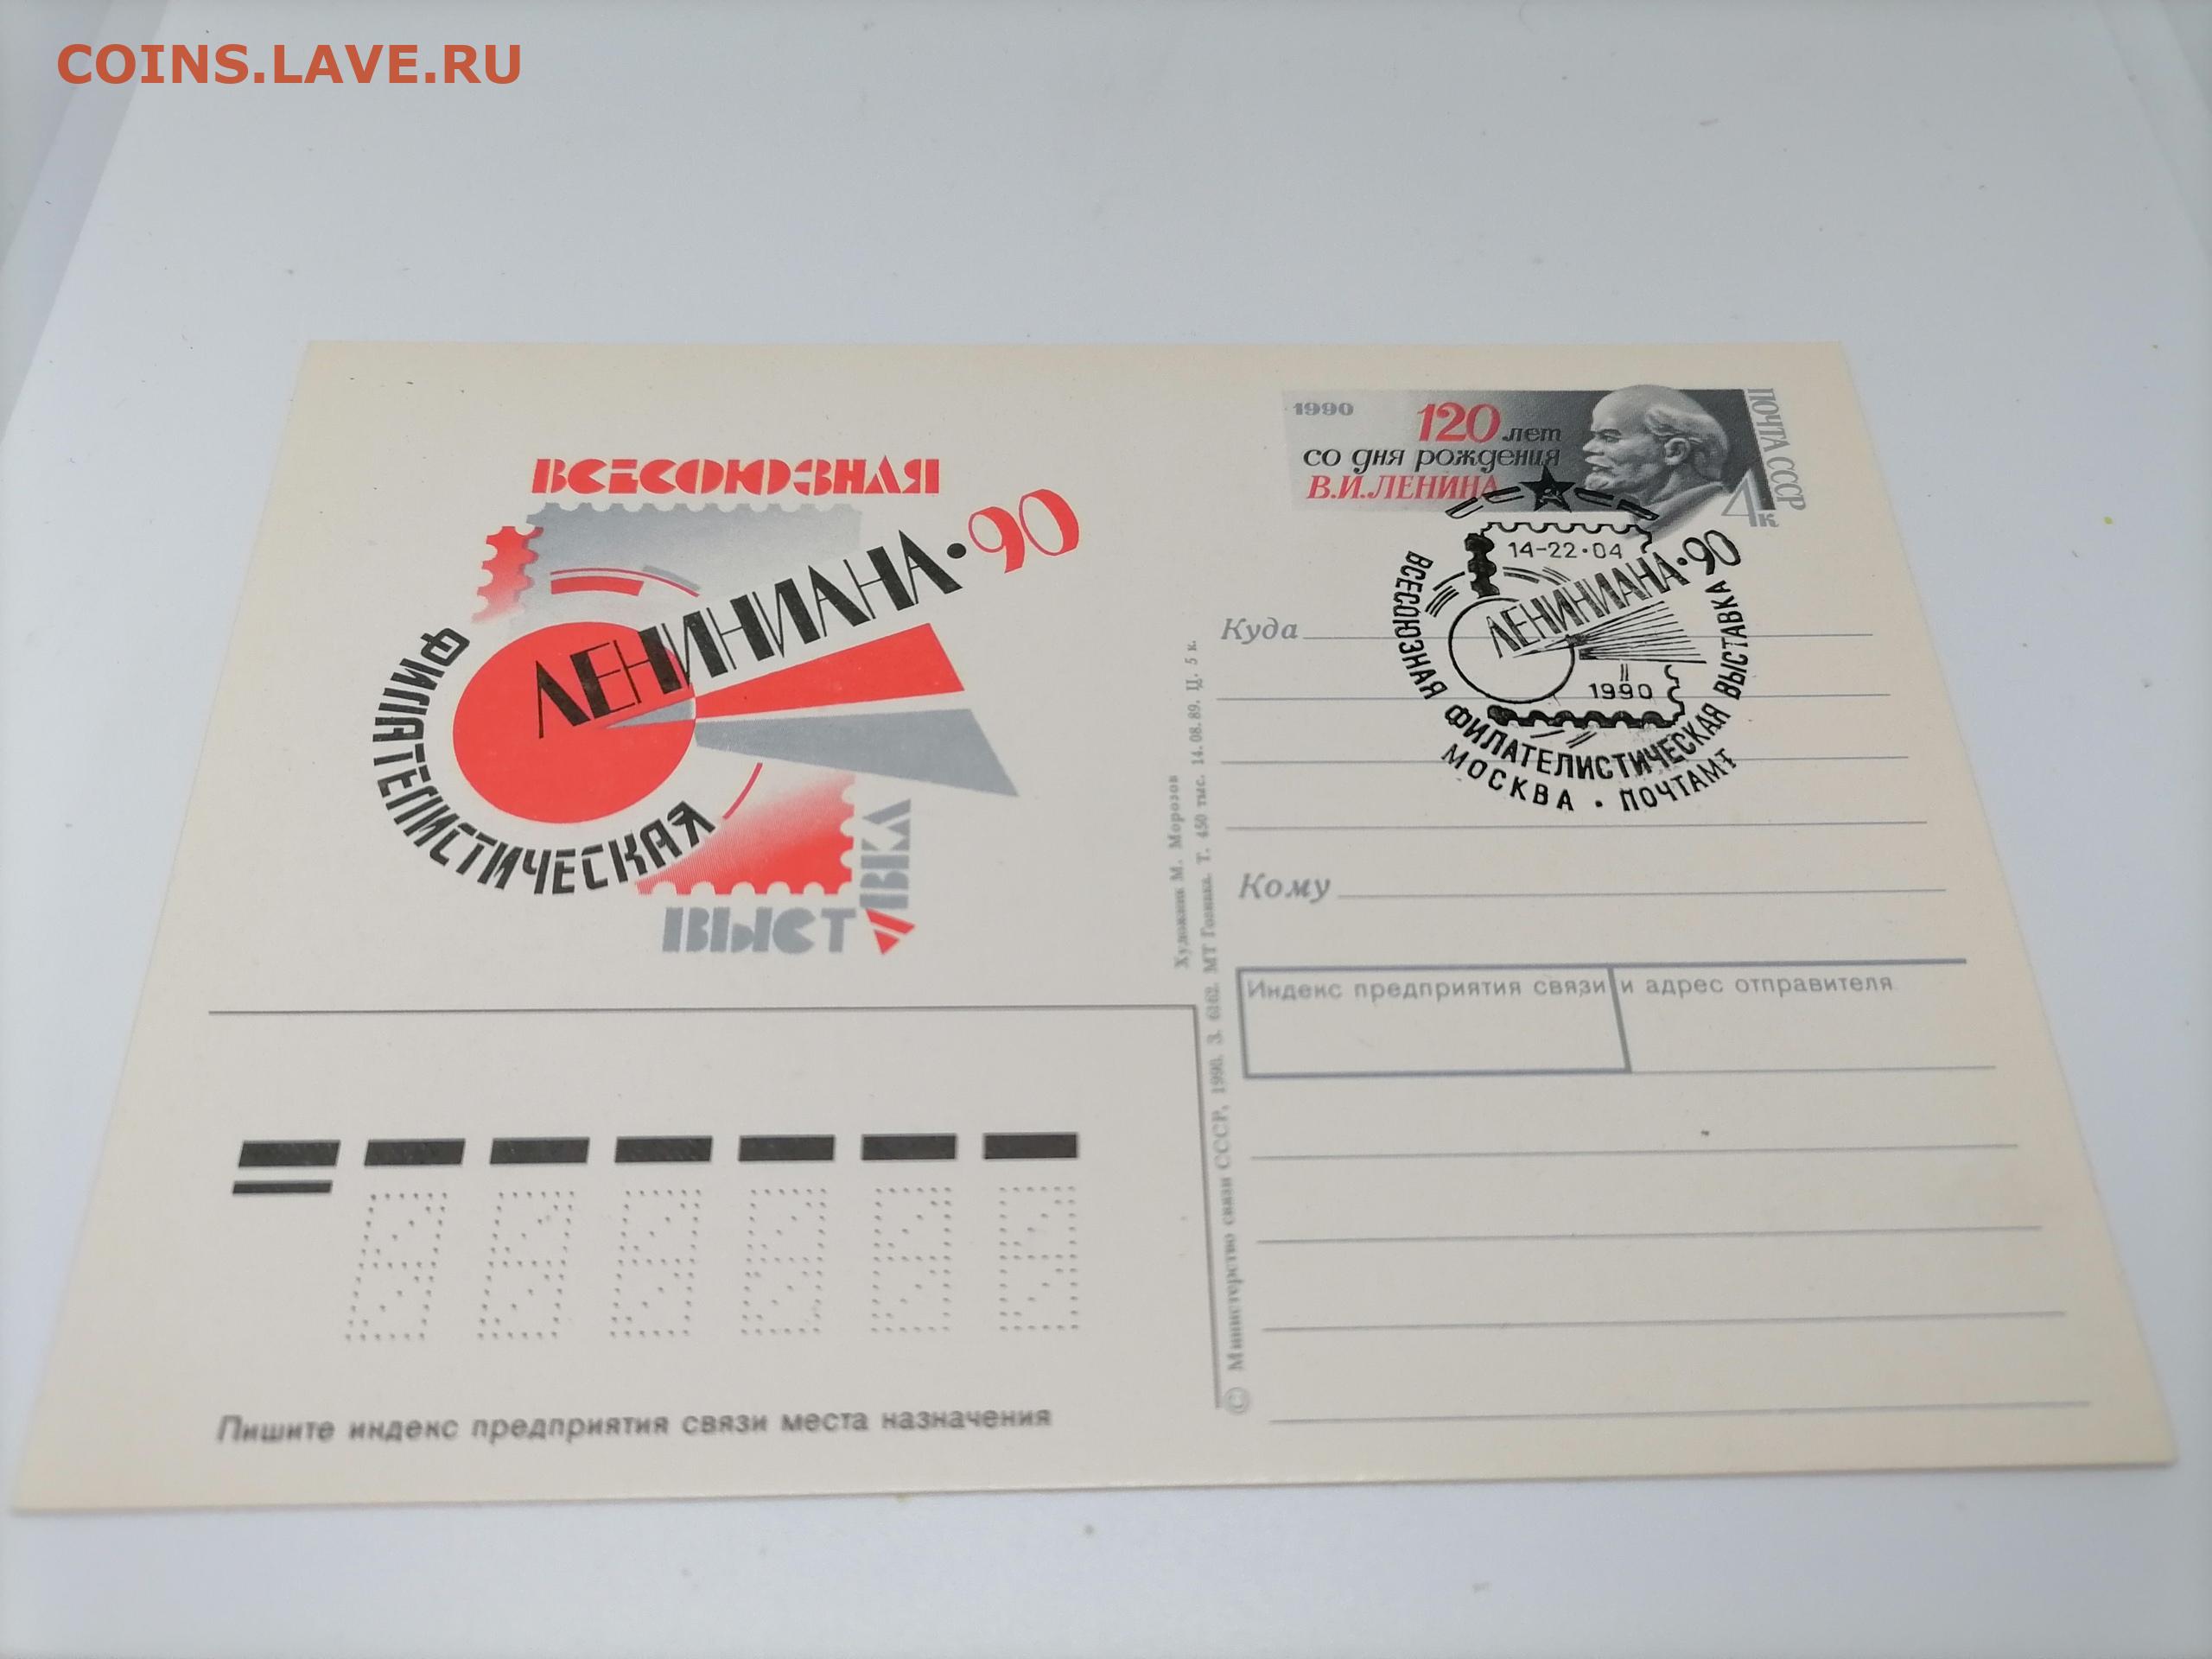 COINS.LAVE.RU
ВСЕСОЮЗНАЯ
ФИЛАТЕЛИСТИЧЕСКАЯ
ЛЕНИНИАНА·90
ВЫСТАВКА
1990
120 лет
со дня рождения
В.И.ЛЕНИНА
ПОЧТА СССР
4к
14-22·04
ЛЕНИНИАНА·90
1990
ВСЕСОЮЗНАЯ ФИЛАТЕЛИСТИЧЕСКАЯ ВЫСТАВКА
МОСКВА · ПОЧТАМТ
Куда
Кому
Индекс предприятия связи и адрес отправителя
Художник М. Морозов
© Министерство связи СССР, 1990. З. 6162. МТ Гознака. Т. 450 тыс. 14.08.89. Ц. 5 к.
Пишите индекс предприятия связи места назначения